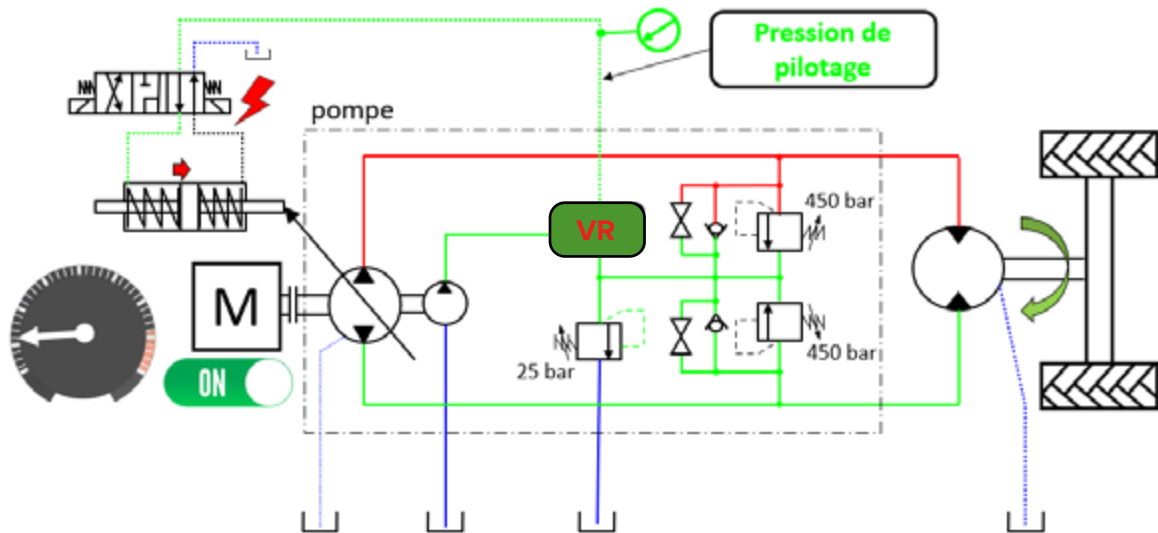 Pression de
pilotage
pompe
450 bar
VR
M
25 bar
450 bar
ON